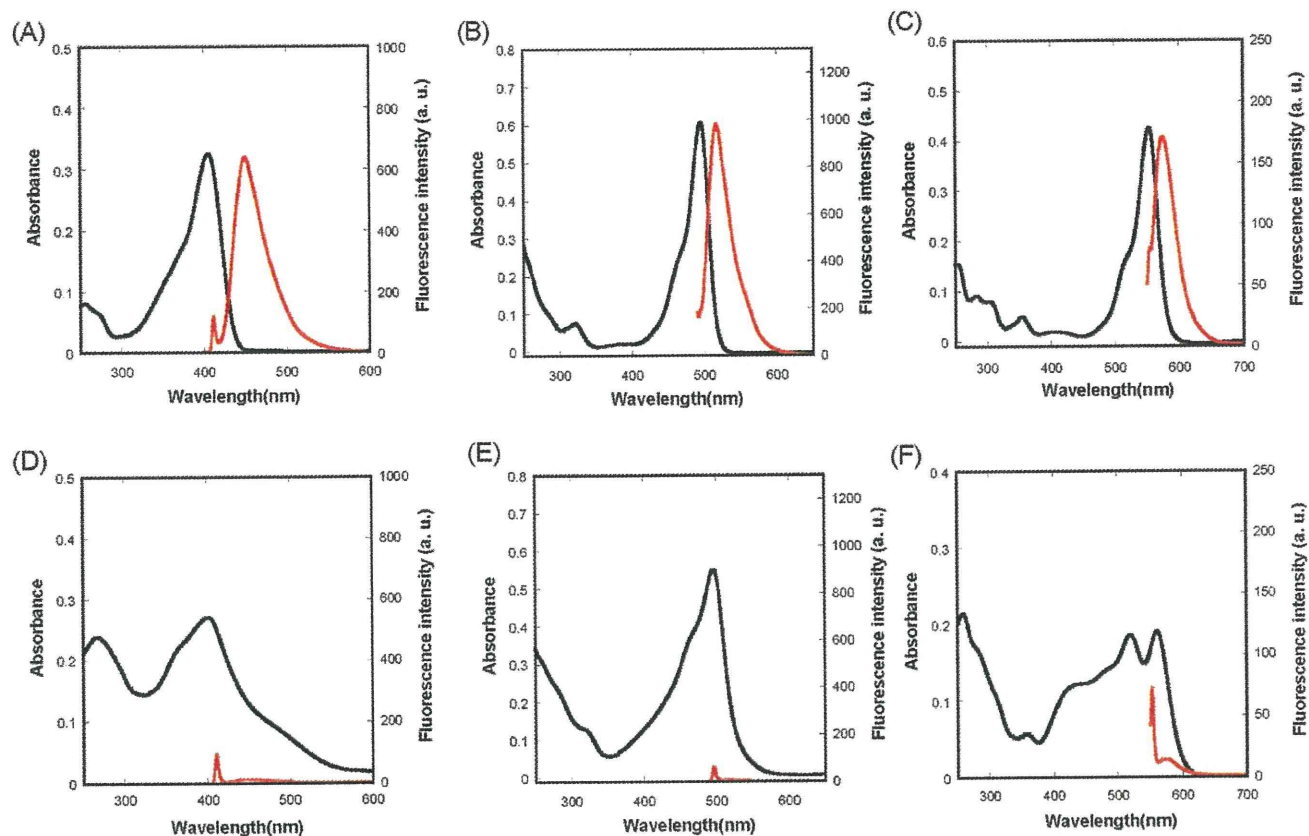 (A)
0.5
0.4
0.3
0.2
0.1
0
Absorbance
1000
800
600
400
200
0
Fluorescence intensity (a. u.)
300 400 500 600
Wavelength(nm)
(B)
0.8
0.7
0.6
0.5
0.4
0.3
0.2
0.1
0
Absorbance
1200
1000
800
600
400
200
0
Fluorescence intensity (a. u.)
300 400 500 600
Wavelength(nm)
(C)
0.6
0.5
0.4
0.3
0.2
0.1
0
Absorbance
250
200
150
100
50
0
Fluorescence intensity (a. u.)
300 400 500 600 700
Wavelength(nm)
(D)
0.5
0.4
0.3
0.2
0.1
0
Absorbance
1000
800
600
400
200
0
Fluorescence intensity (a. u.)
300 400 500 600
Wavelength(nm)
(E)
0.8
0.7
0.6
0.5
0.4
0.3
0.2
0.1
0
Absorbance
1200
1000
800
600
400
200
0
Fluorescence intensity (a. u.)
300 400 500 600
Wavelength(nm)
(F)
0.4
0.3
0.2
0.1
0
Absorbance
250
200
150
100
50
0
Fluorescence intensity (a. u.)
300 400 500 600 700
Wavelength(nm)